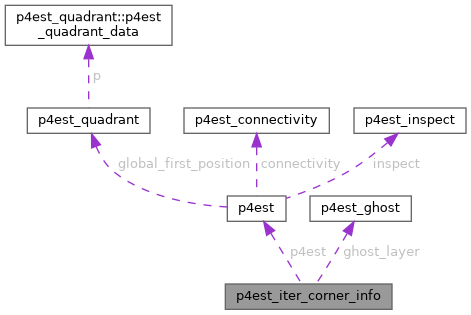 p4est_quadrant::p4est
_quadrant_data
p
p4est_quadrant
p4est_connectivity
p4est_inspect
global_first_position
connectivity
inspect
p4est
p4est_ghost
p4est
ghost_layer
p4est_iter_corner_info